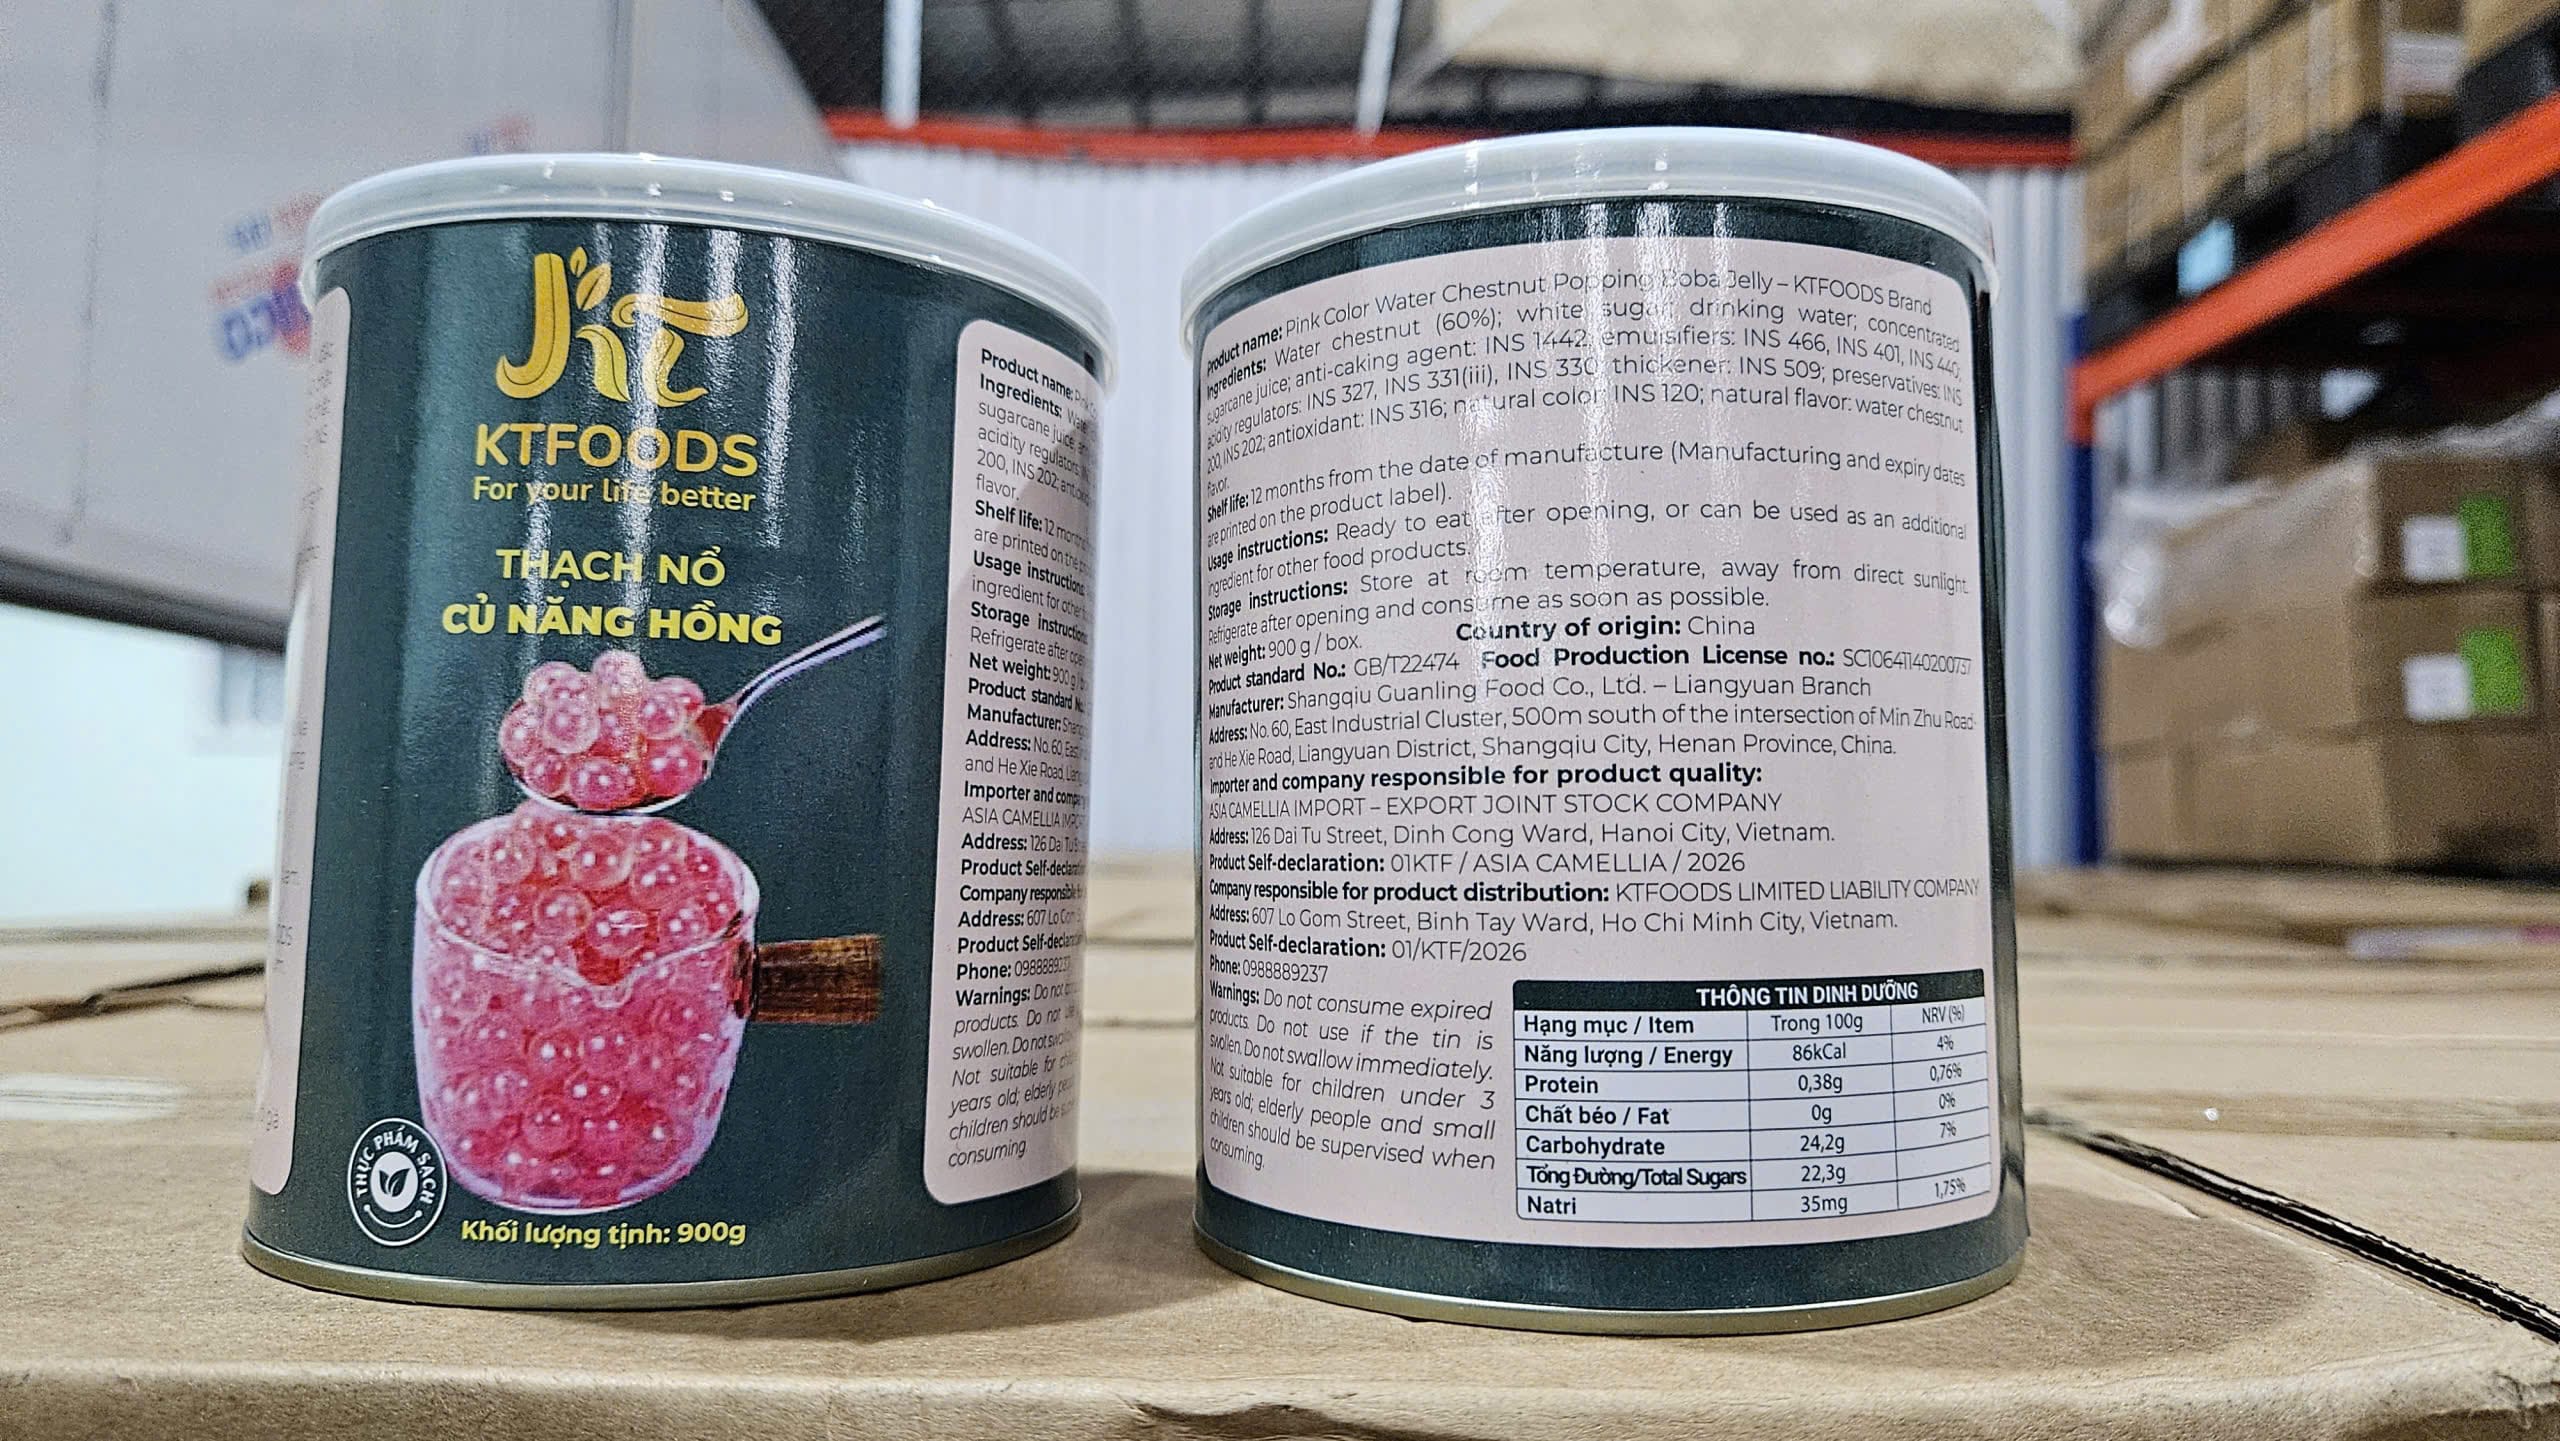 KTFOODS
For your life better
THẠCH NỔ
CỦ NĂNG HỒNG
THỰC PHẨM SẠCH
Khối lượng tịnh: 900g
Product name:
Ingredients:
sugarcane juice;
acidity regulators:
200, INS 202;
flavor.
Shelf life: 12 months
are printed on the
Usage instructions:
ingredient for other
Storage instructions:
Refrigerate after
Net weight: 900 g /
Product standard
Manufacturer:
Address: No. 60, East
and He Xie Road,
Importer and
ASIA CAMELLIA
Address: 126 Dai Tu
Product
Company responsible
Address: 607 Lo Gom
Product
Phone: 0988889237
Warnings: Do not
products. Do not use
swollen. Do not swallow
Not suitable for
years old; elderly
children should be
consuming.
Product name: Pink Color Water Chestnut Popping Boba Jelly – KTFOODS Brand
Ingredients: Water chestnut (60%); white sugar; drinking water; concentrated
sugarcane juice; anti-caking agent: INS 1442; emulsifiers: INS 466, INS 401, INS 440;
acidity regulators: INS 327, INS 331(iii), INS 330; thickener: INS 509; preservatives: INS
200, INS 202; antioxidant: INS 316; natural color: INS 120; natural flavor: water chestnut
flavor.
Shelf life: 12 months from the date of manufacture (Manufacturing and expiry dates
are printed on the product label).
Usage instructions: Ready to eat after opening, or can be used as an additional
ingredient for other food products.
Storage instructions: Store at room temperature, away from direct sunlight.
Refrigerate after opening and consume as soon as possible.
Net weight: 900 g / box. Country of origin: China
Product standard No.: GB/T22474 Food Production License no.: SC10641140200737
Manufacturer: Shangqiu Guanling Food Co., Ltd. – Liangyuan Branch
Address: No. 60, East Industrial Cluster, 500m south of the intersection of Min Zhu Road
and He Xie Road, Liangyuan District, Shangqiu City, Henan Province, China.
Importer and company responsible for product quality:
ASIA CAMELLIA IMPORT – EXPORT JOINT STOCK COMPANY
Address: 126 Dai Tu Street, Dinh Cong Ward, Hanoi City, Vietnam.
Product Self-declaration: 01KTF / ASIA CAMELLIA / 2026
Company responsible for product distribution: KTFOODS LIMITED LIABILITY COMPANY
Address: 607 Lo Gom Street, Binh Tay Ward, Ho Chi Minh City, Vietnam.
Product Self-declaration: 01/KTF/2026
Phone: 0988889237
Warnings: Do not consume expired
products. Do not use if the tin is
swollen. Do not swallow immediately.
Not suitable for children under 3
years old; elderly people and small
children should be supervised when
consuming.
THÔNG TIN DINH DƯỠNG
Hạng mục / Item Trong 100g NRV (%)
Năng lượng / Energy 86kCal 4%
Protein 0,38g 0,76%
Chất béo / Fat 0g 0%
Carbohydrate 24,2g 7%
Tổng Đường/Total Sugars 22,3g
Natri 35mg 1,75%